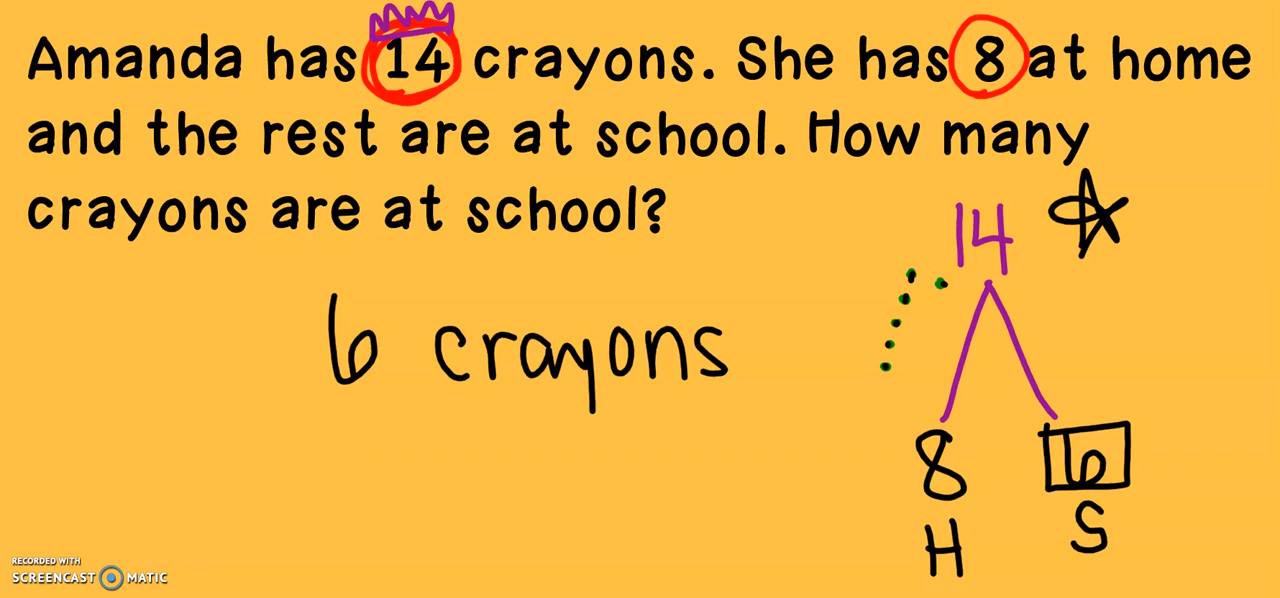 Amanda has 14 crayons. She has 8 at home
and the rest are at school. How many
crayons are at school?
14
6 crayons
8 6
H S
RECORDED WITH
SCREENCAST MATIC